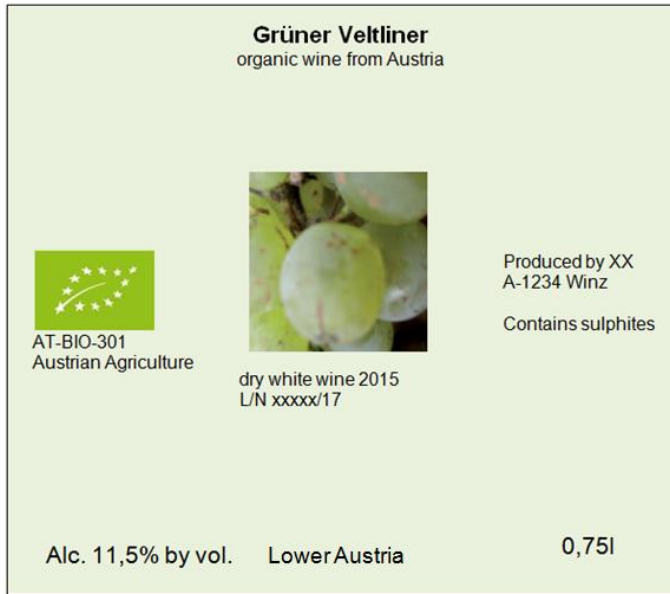 Grüner Veltliner
organic wine from Austria
AT-BIO-301
Austrian Agriculture
dry white wine 2015
L/N xxxxx/17
Produced by XX
A-1234 Winz
Contains sulphites
Alc. 11,5% by vol.
Lower Austria
0,75l